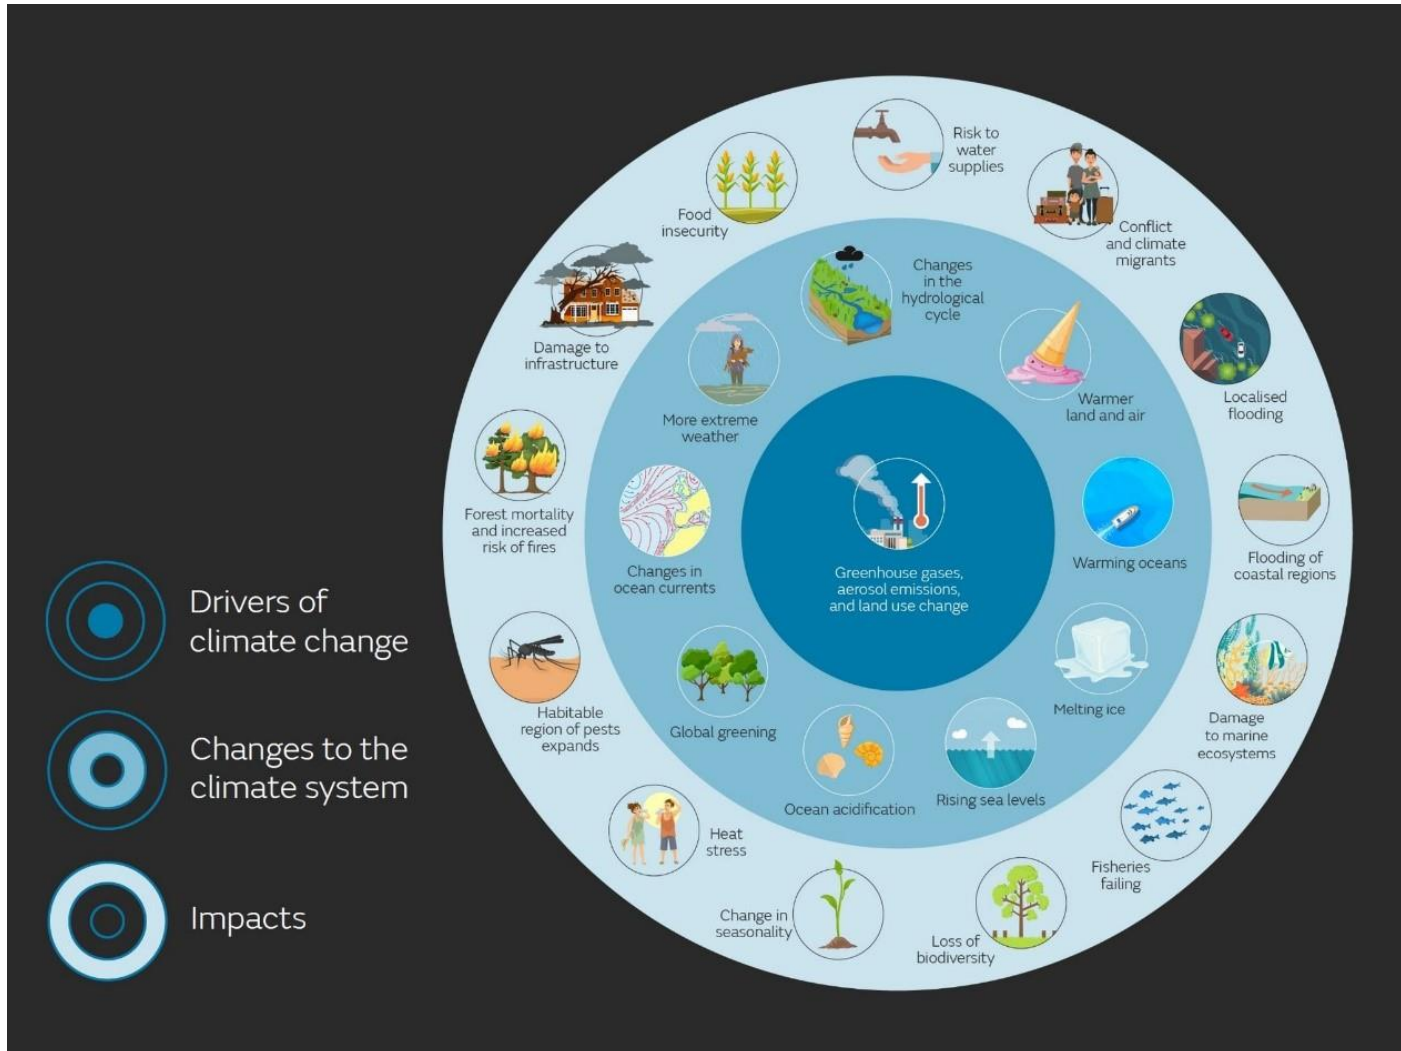 Risk to
water
supplies
Food
insecurity
Conflict
and climate
migrants
Damage to
infrastructure
Changes
in the
hydrological
cycle
More extreme
weather
Warmer
land and air
Localised
flooding
Forest mortality
and increased
risk of fires
Changes in
ocean currents
Greenhouse gases,
aerosol emissions,
and land use change
Warming oceans
Flooding of
coastal regions
Habitable
region of pests
expands
Global greening
Ocean acidification
Rising sea levels
Melting ice
Damage
to marine
ecosystems
Heat
stress
Change in
seasonality
Loss of
biodiversity
Fisheries
failing
Drivers of
climate change
Changes to the
climate system
Impacts